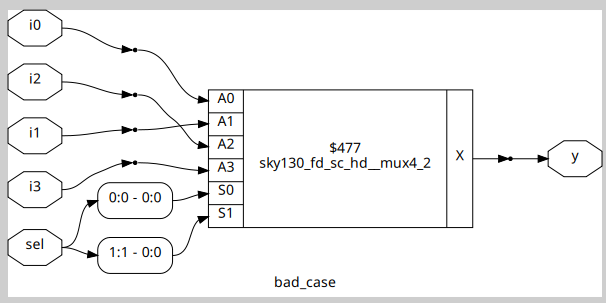 i0
i2
i1
i3
sel
0:0 - 0:0
1:1 - 0:0
A0
A1
A2
A3
S0
S1
$477
sky130_fd_sc_hd__mux4_2
X
y
bad_case